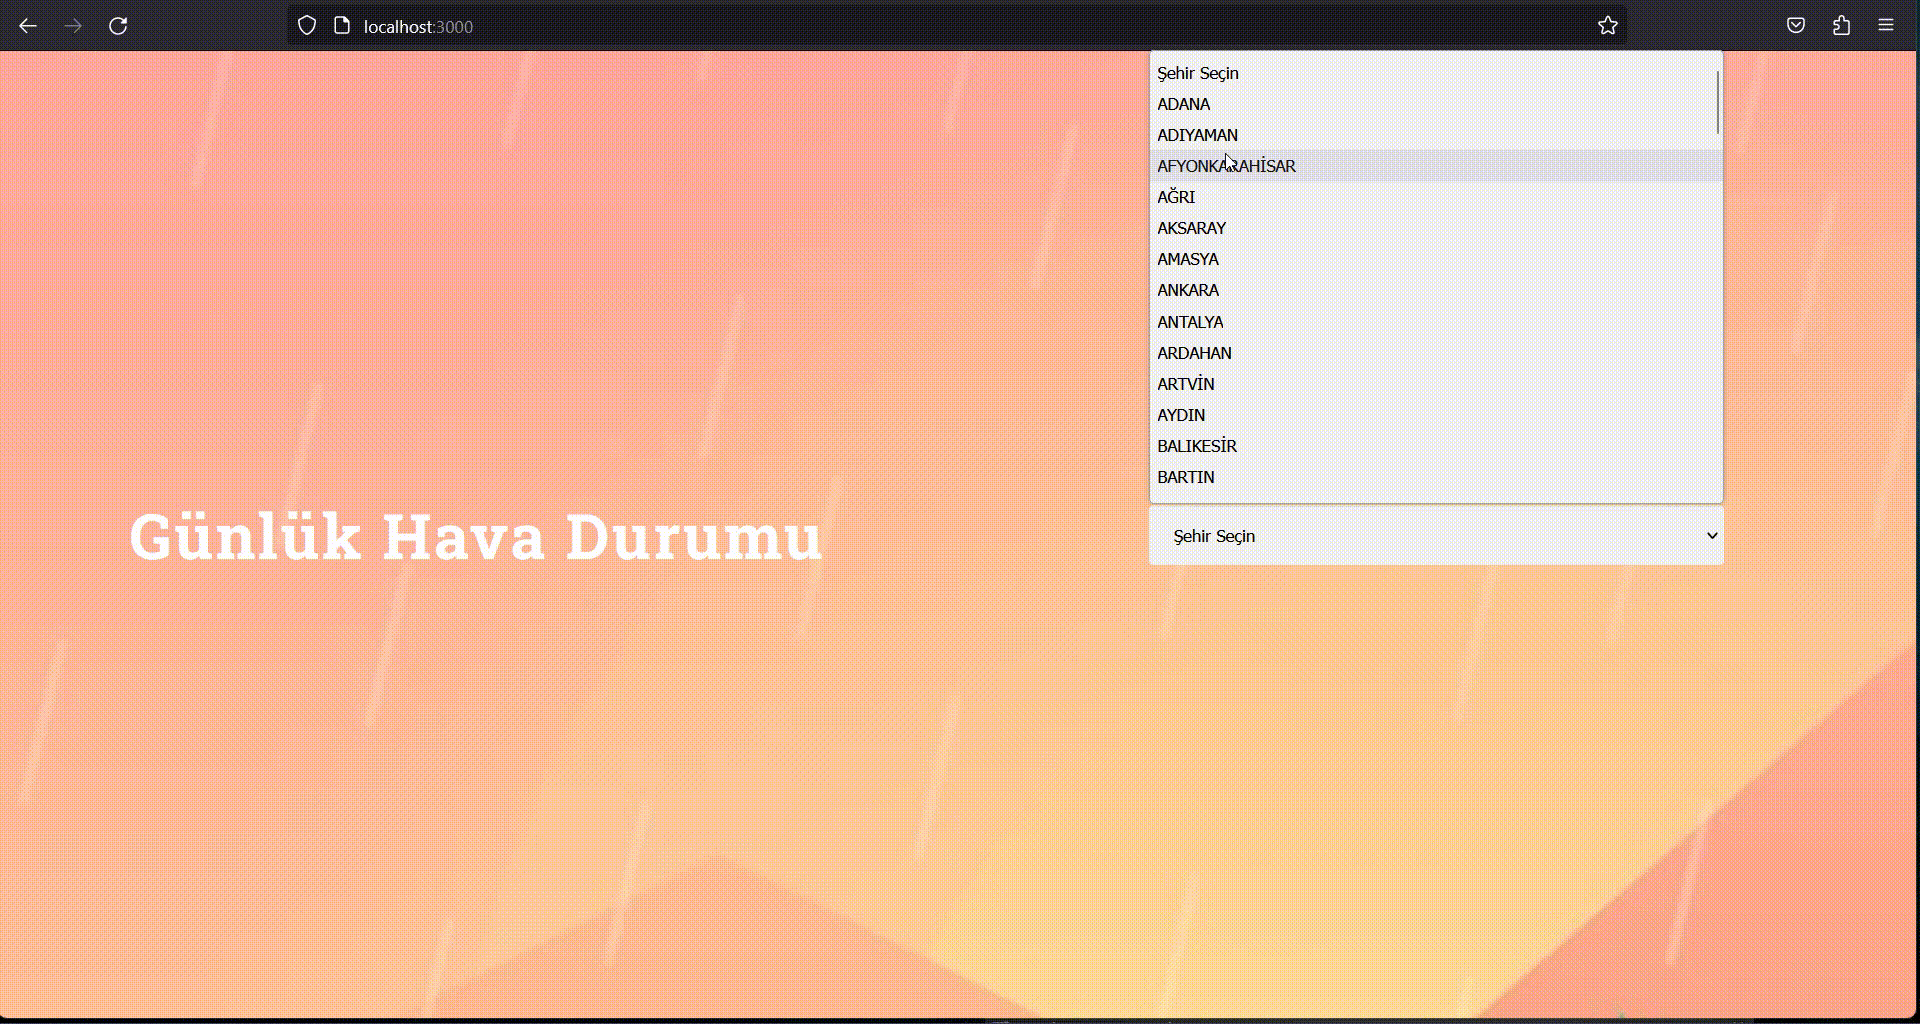 localhost:3000
Şehir Seçin
ADANA
ADIYAMAN
AFYONKARAHİSAR
AĞRI
AKSARAY
AMASYA
ANKARA
ANTALYA
ARDAHAN
ARTVİN
AYDIN
BALIKESİR
BARTIN
Günlük Hava Durumu
Şehir Seçin